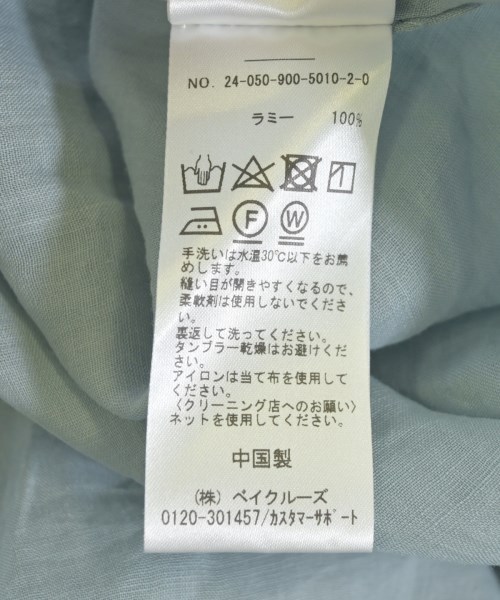 NO. 24-050-900-5010-2-0
ラミー 100%
F W
手洗いは水温30℃以下をお薦
めします。
縫い目が開きやすくなるので、
柔軟剤は使用しないでくださ
い。
裏返して洗ってください。
タンブラー乾燥はお避けくだ
さい。
アイロンは当て布を使用して
ください。
〈クリーニング店へのお願い〉
ネットを使用してください。
中国製
(株) ベイクルーズ
0120-301457/カスタマーサポート